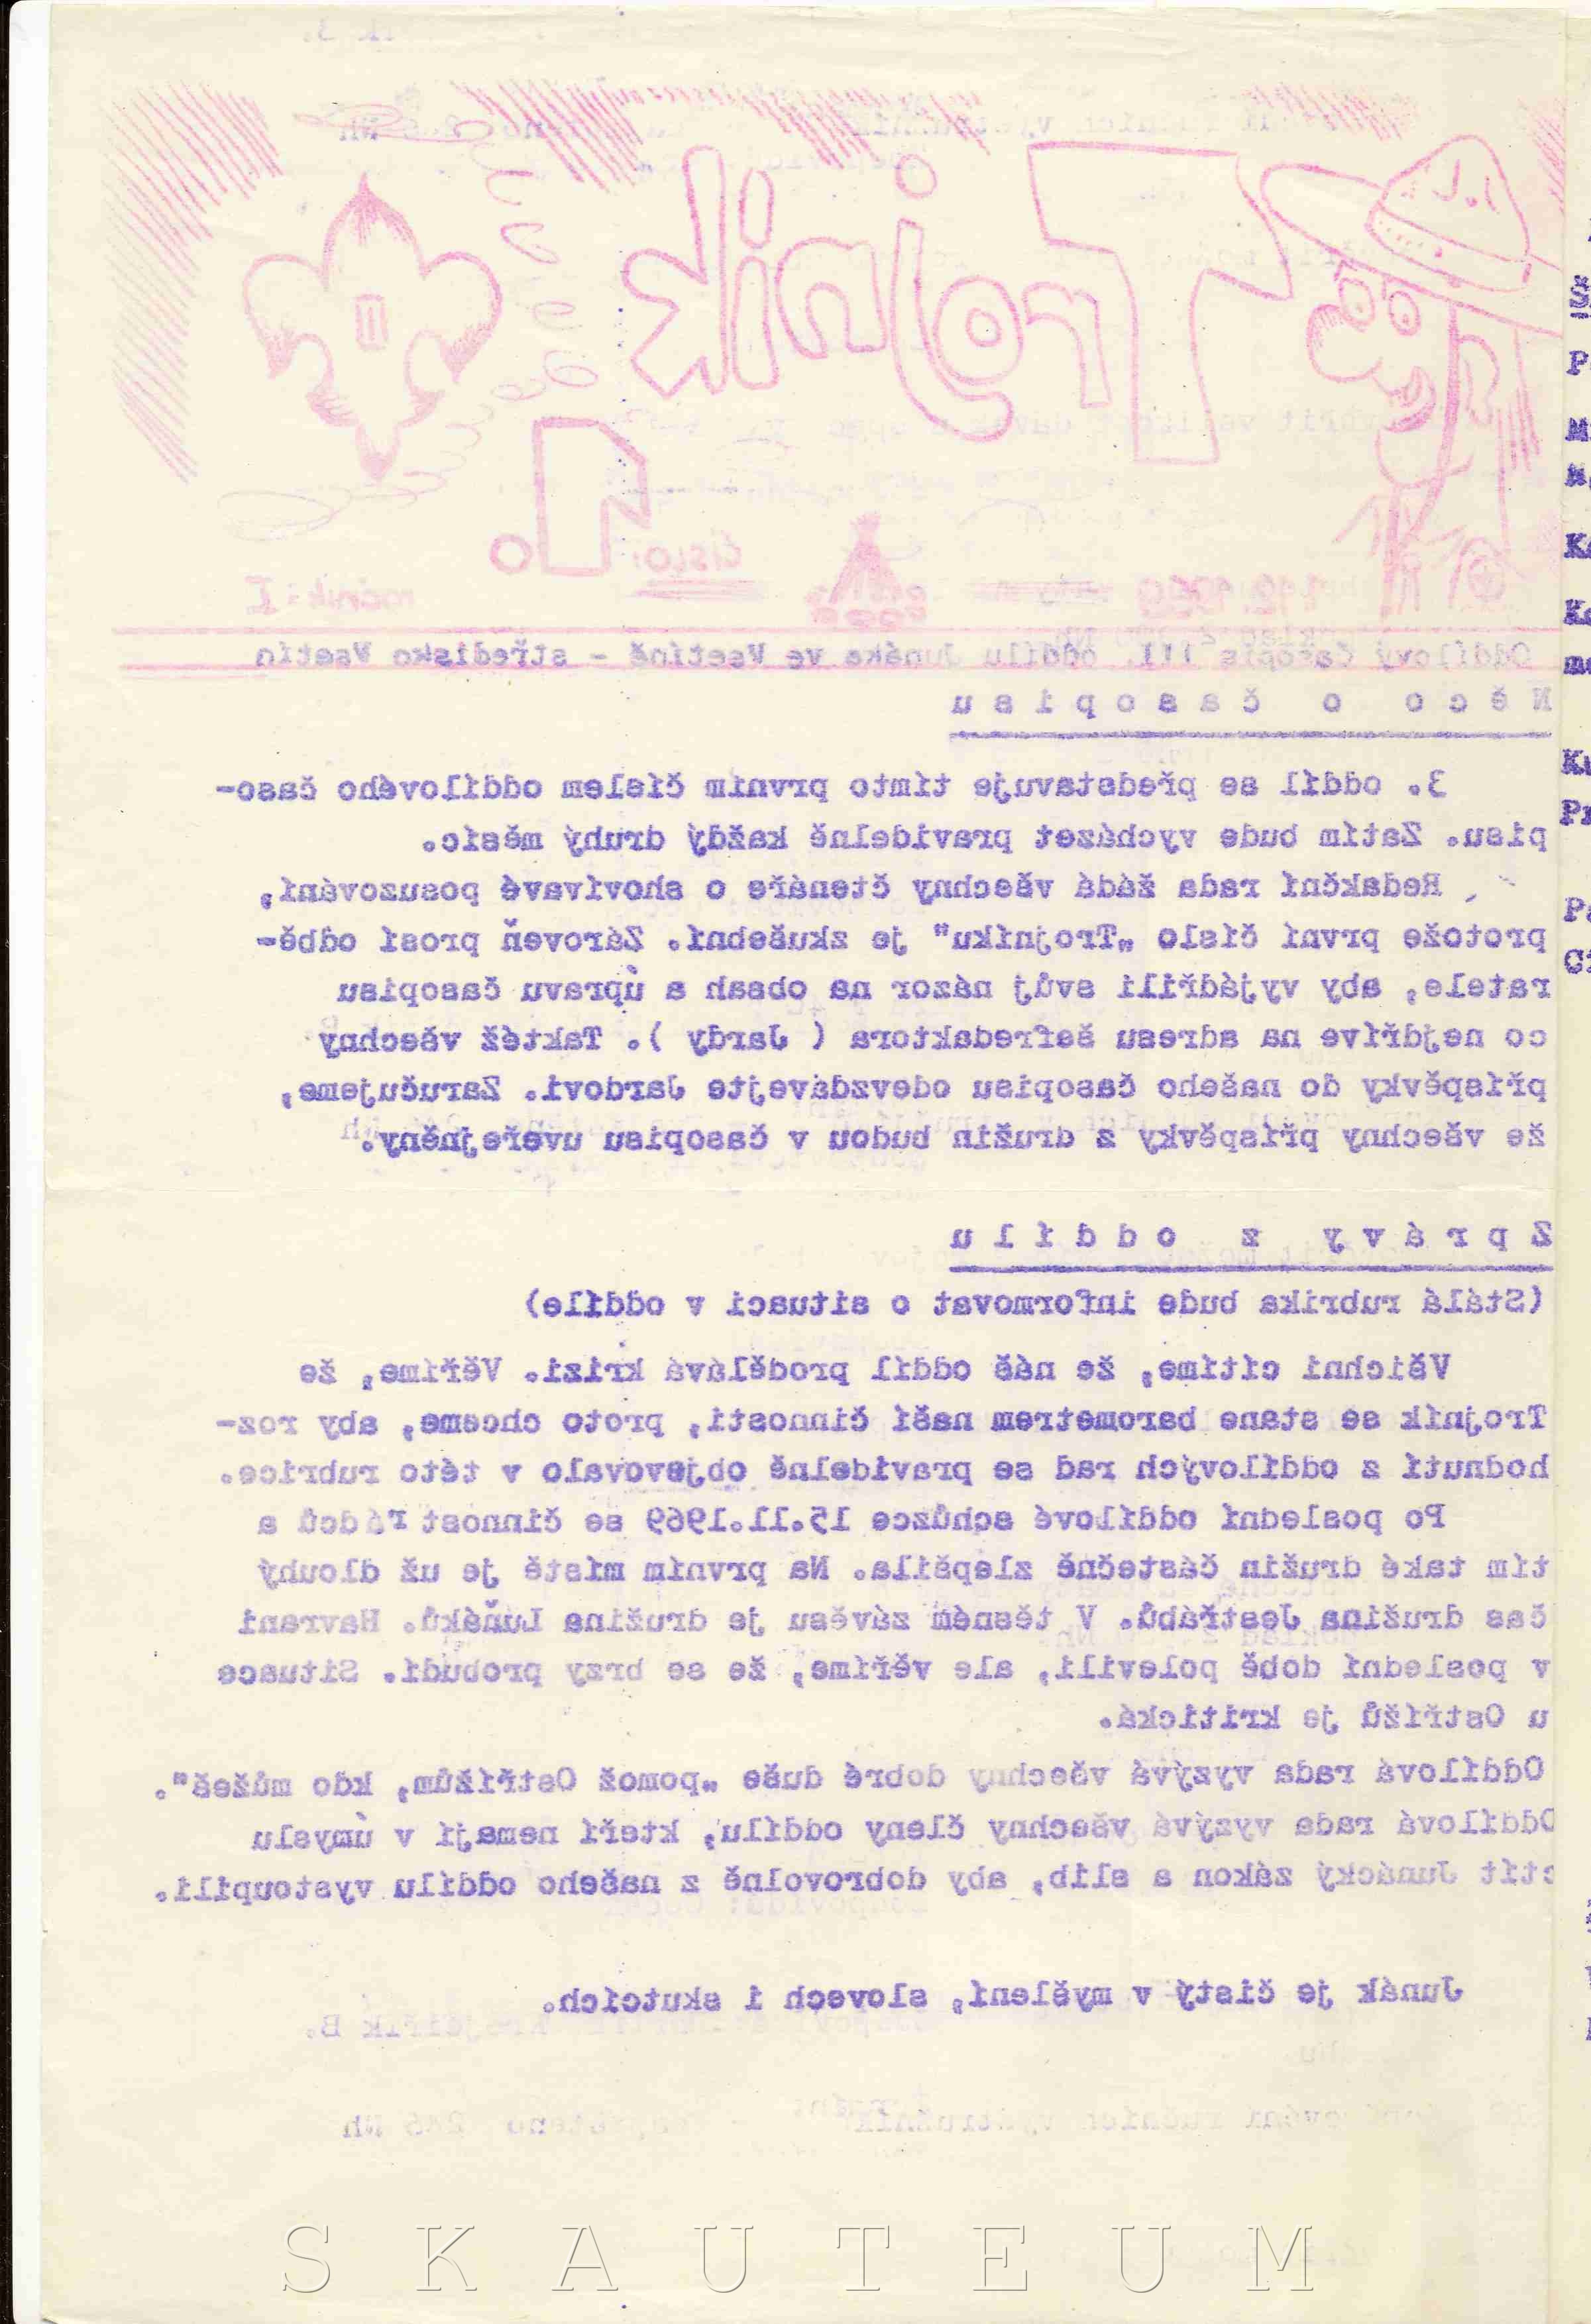 Trojník
číslo: 1.
ročník: I
Oddílový časopis III. oddílu Junáka ve Vsetíně - středisko Vsetín
Něco o časopisu
3. oddíl se představuje tímto prvním číslem oddílového časo-
pisu. Zatím bude vycházet pravidelně každý druhý měsíc.
Redakční rada žádá všechny čtenáře o shovívavé posuzování,
protože první číslo „Trojníku" je zkušební. Zároveň prosí odbě-
ratele, aby vyjádřili svůj názor na obsah a úpravu časopisu
co nejdříve na adresu šefredaktora ( Jardy ). Taktéž všechny
příspěvky do našeho časopisu odevzdávejte Jardovi. Zaručujeme,
že všechny příspěvky z družin budou v časopisu uveřejněny.
Zprávy z oddílu
(Stálá rubrika bude informovat o situaci v oddíle)
Všichni cítíme, že náš oddíl prodělává krizi. Věříme, že
Trojník se stane barometrem naší činnosti, proto chceme, aby roz-
hodnutí z oddílových rad se pravidelně objevovalo v této rubrice.
Po poslední oddílové schůzce 15.11.1969 se činnost rádců a
tím také družin částečně zlepšila. Na prvním místě je už dlouhý
čas družina Jestřábů. V těsném závěsu je družina Luňáků. Havrani
v poslední době polevili, ale věříme, že se brzy probudí. Situace
u Ostřížů je kritická.
Oddílová rada vyzývá všechny dobré duše „pomož Ostřížům, kdo můžeš".
Oddílová rada vyzývá všechny členy oddílu, kteří nemají v úmyslu
ctít Junácký zákon a slib, aby dobrovolně z našeho oddílu vystoupili.
Junák je čistý v myšlení, slovech i skutcích.
SKAUTEUM